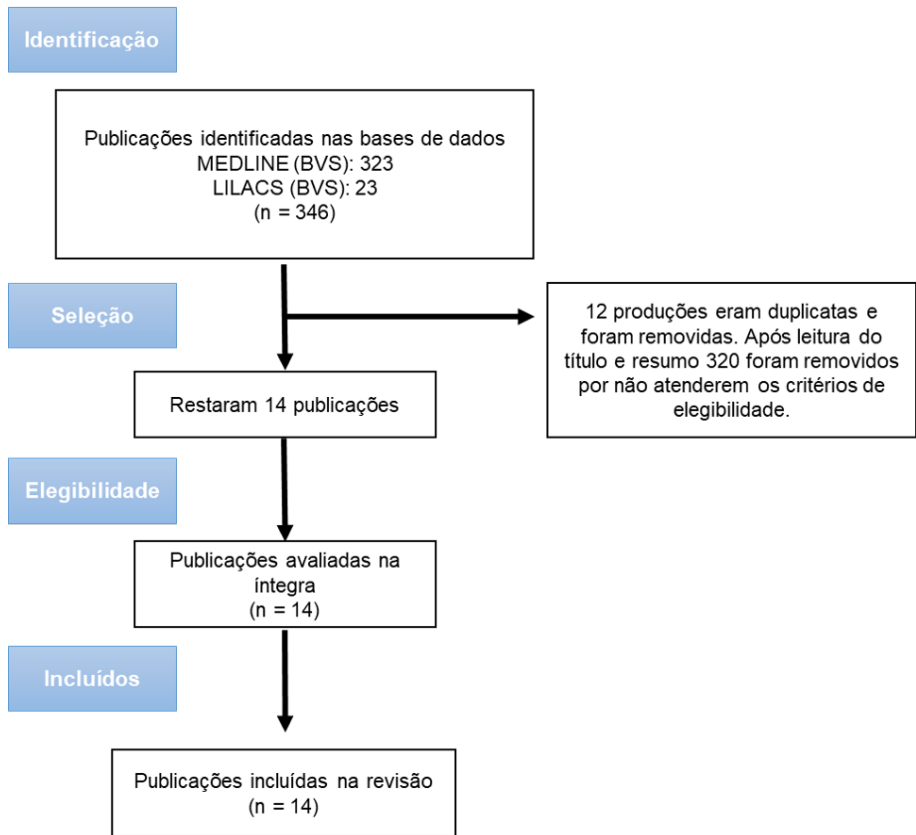 Identificação
Publicações identificadas nas bases de dados
MEDLINE (BVS): 323
LILACS (BVS): 23
(n = 346)
Seleção
12 produções eram duplicatas e
foram removidas. Após leitura do
título e resumo 320 foram removidos
por não atenderem os critérios de
elegibilidade.
Restaram 14 publicações
Elegibilidade
Publicações avaliadas na
íntegra
(n = 14)
Incluídos
Publicações incluídas na revisão
(n = 14)